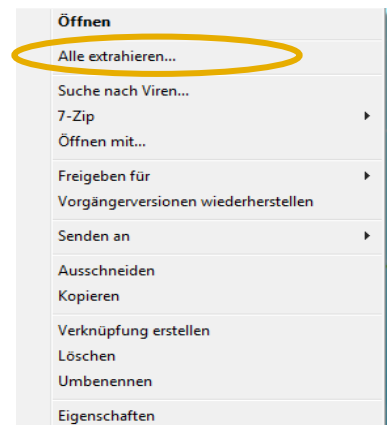 Öffnen
Alle extrahieren...
Suche nach Viren...
7-Zip
Öffnen mit...
Freigeben für
Vorgängerversionen wiederherstellen
Senden an
Ausschneiden
Kopieren
Verknüpfung erstellen
Löschen
Umbenennen
Eigenschaften